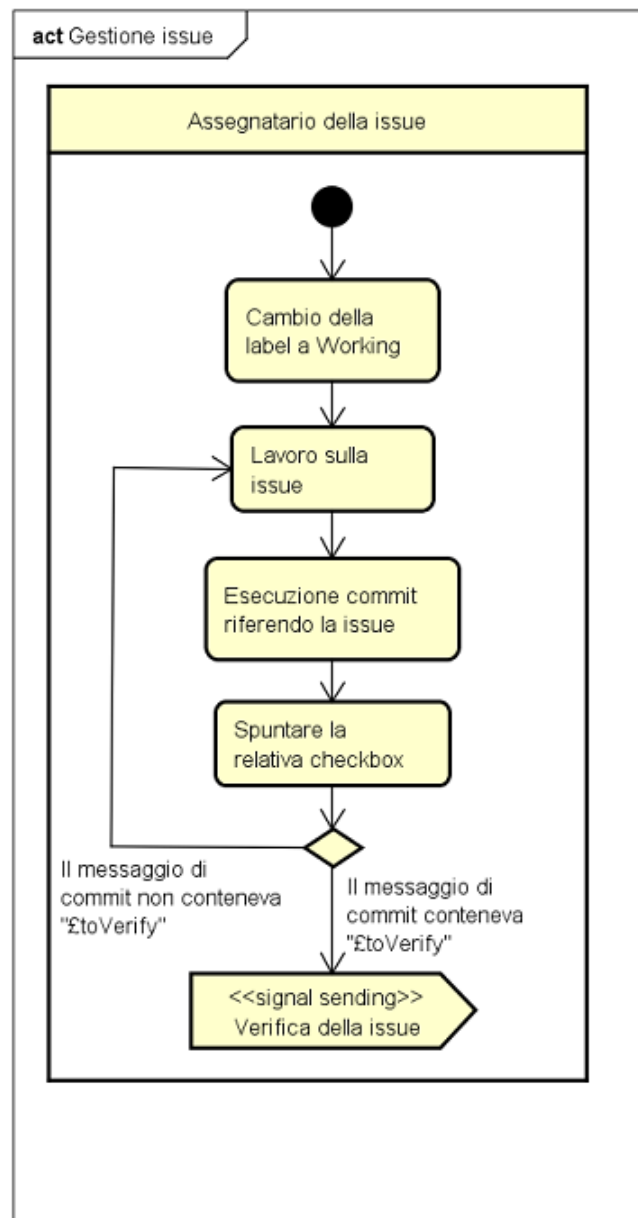 act Gestione issue
Assegnatario della issue
Cambio della
label a Working
Lavoro sulla
issue
Esecuzione commit
riferendo la issue
Spuntare la
relativa checkbox
Il messaggio di
commit non conteneva
"£toVerify"
Il messaggio di
commit conteneva
"£toVerify"
<<signal sending>>
Verifica della issue